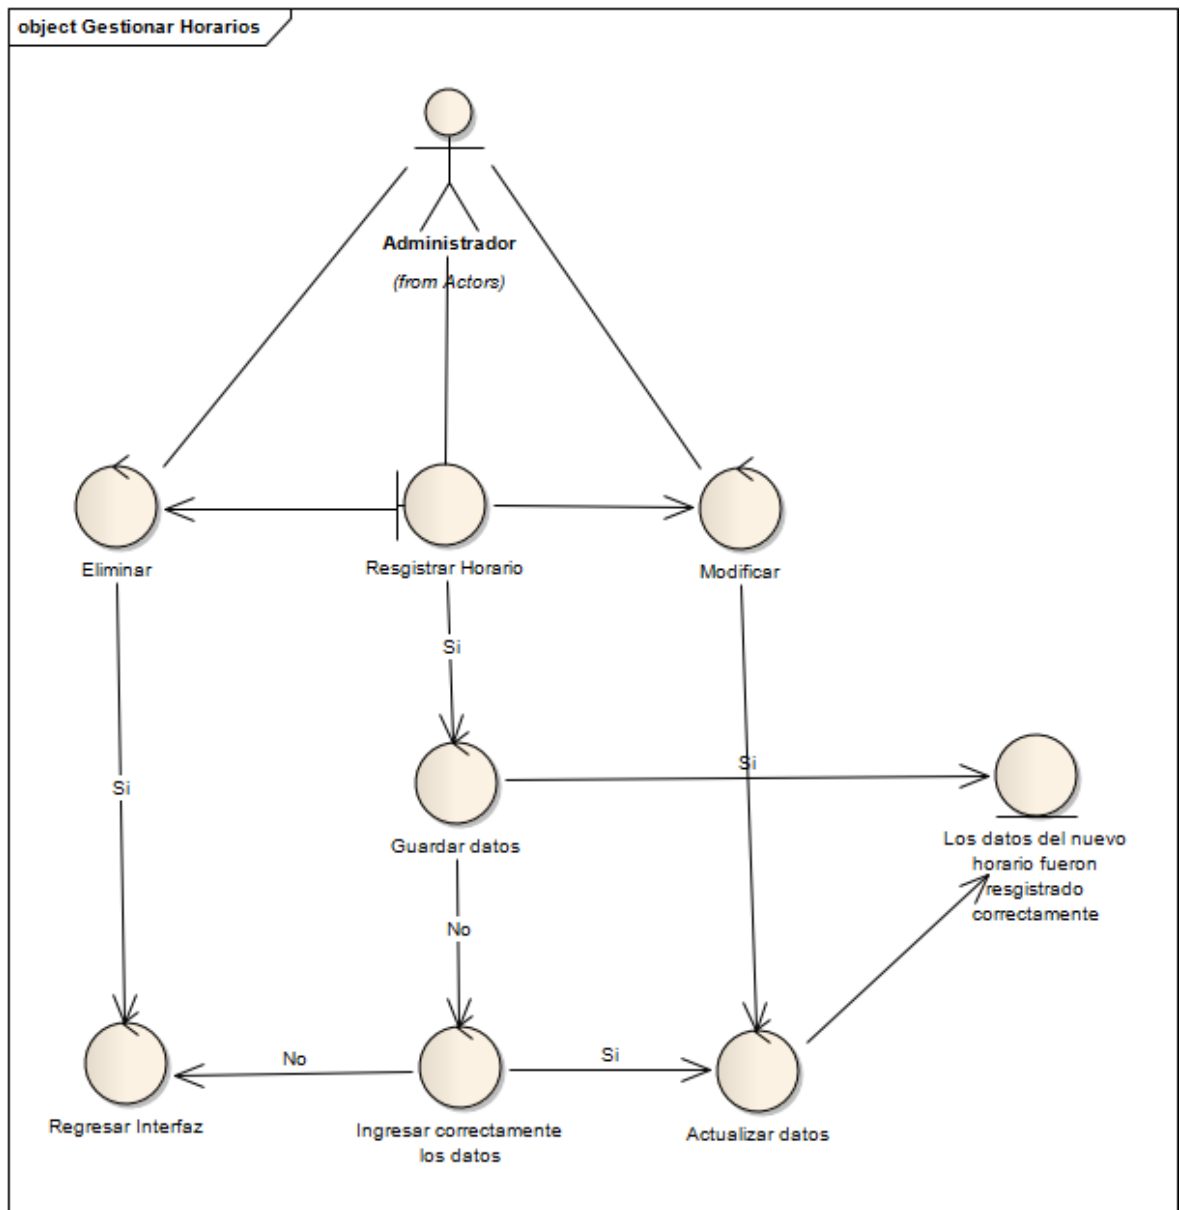 object Gestionar Horarios
Administrador
(from Actors)
Eliminar
Resgistrar Horario
Modificar
Si
Si
Si
Guardar datos
Los datos del nuevo
horario fueron
resgistrado
correctamente
No
No
Si
Regresar Interfaz
Ingresar correctamente
los datos
Actualizar datos